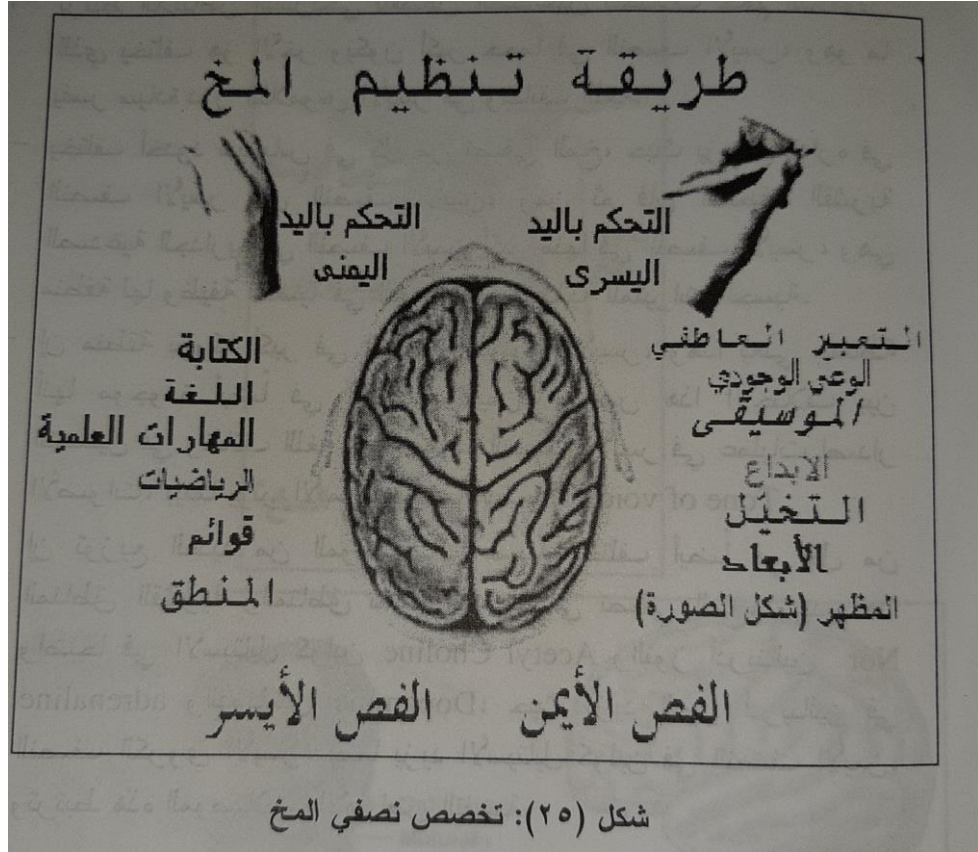 طريقة تنظيم المخ
التحكم باليد
اليسرى
التحكم باليد
اليمنى
التعبير العاطفي
الوعي الوجودي
الموسيقى
الابداع
التخيل
الأبعاد
المظهر (شكل الصورة)
الكتابة
اللغة
المهارات العلمية
الرياضيات
قوائم
المنطق
الفص الأيمن
الفص الأيسر
شكل (٢٥): تخصص نصفي المخ